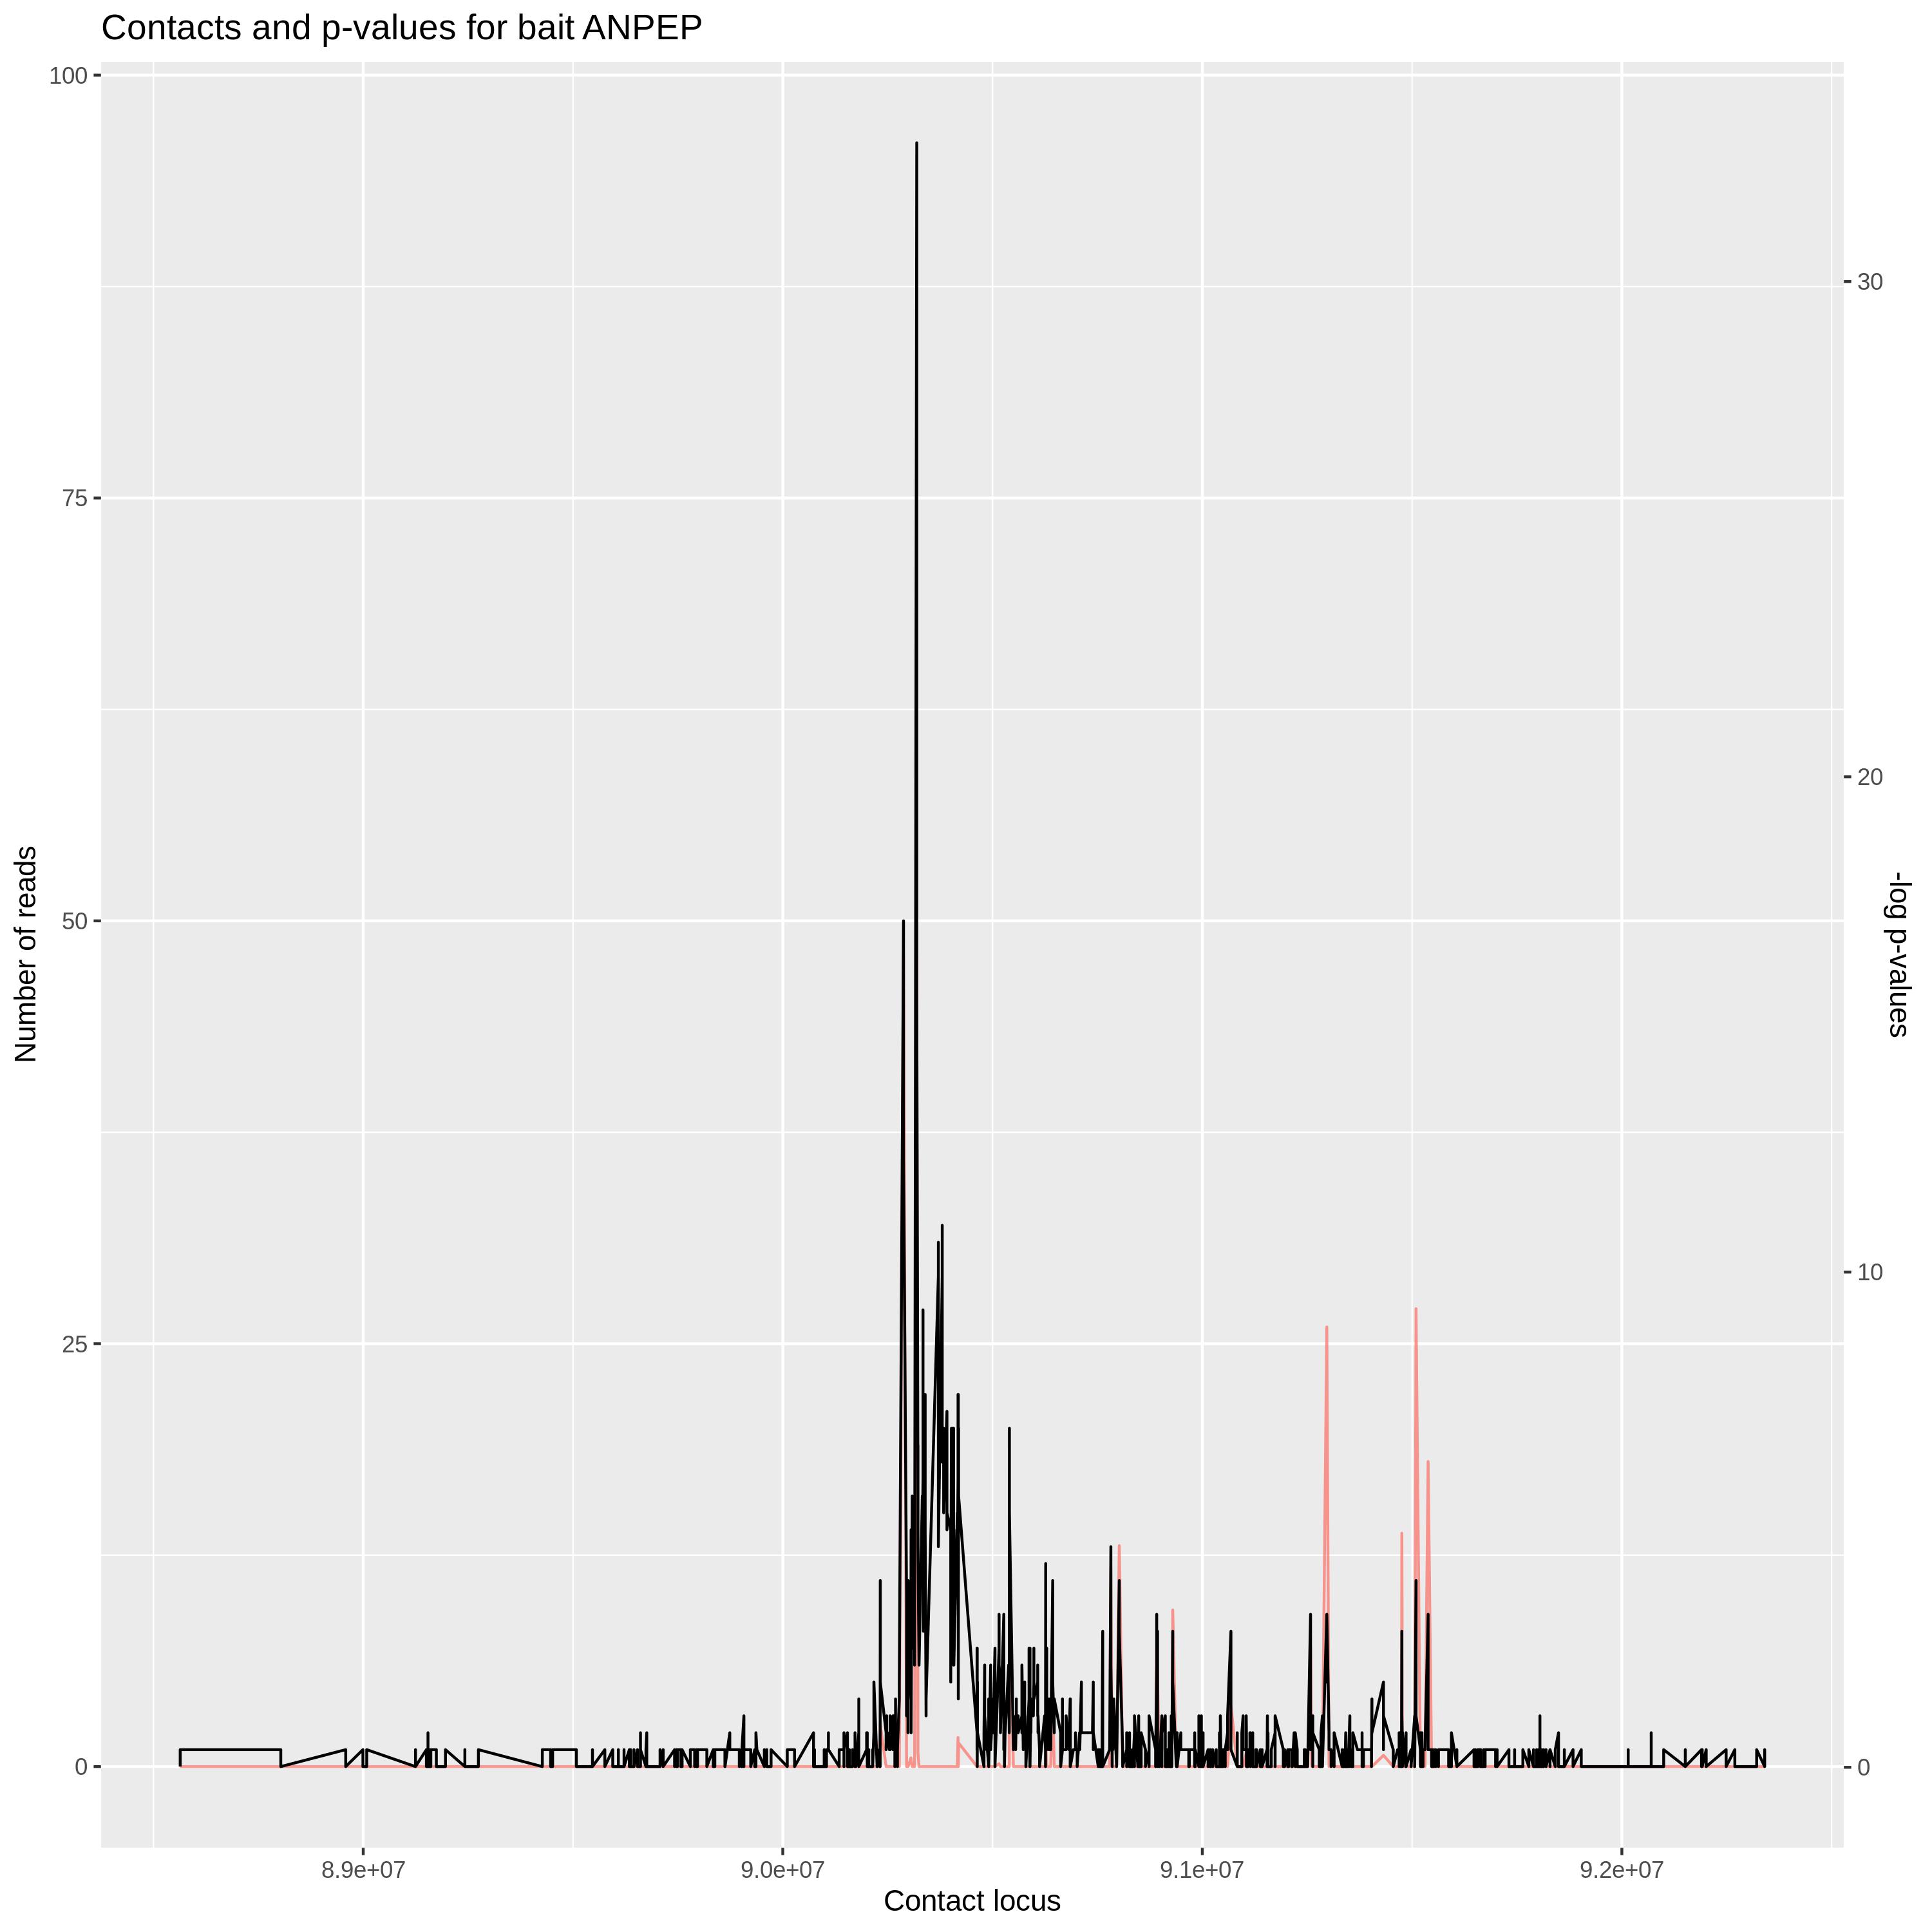 Contacts and p-values for bait ANPEP
100
75
50
25
0
Number of reads
30
20
10
0
-log p-values
8.9e+07
9.0e+07
9.1e+07
9.2e+07
Contact locus